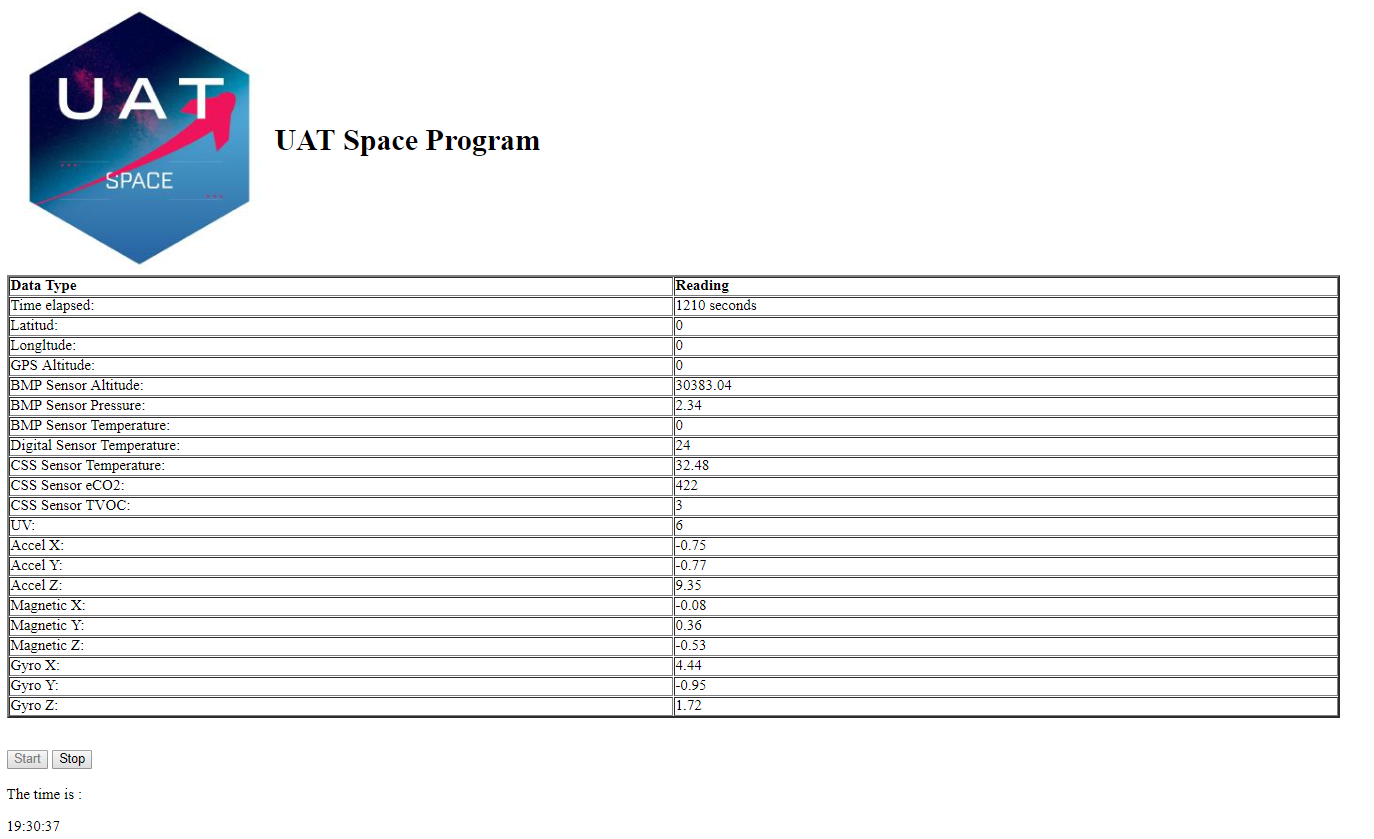 UAT
SPACE
UAT Space Program
Data Type Reading
Time elapsed: 1210 seconds
Latitud: 0
Longltude: 0
GPS Altitude: 0
BMP Sensor Altitude: 30383.04
BMP Sensor Pressure: 2.34
BMP Sensor Temperature: 0
Digital Sensor Temperature: 24
CSS Sensor Temperature: 32.48
CSS Sensor eCO2: 422
CSS Sensor TVOC: 3
UV: 6
Accel X: -0.75
Accel Y: -0.77
Accel Z: 9.35
Magnetic X: -0.08
Magnetic Y: 0.36
Magnetic Z: -0.53
Gyro X: 4.44
Gyro Y: -0.95
Gyro Z: 1.72
Start Stop
The time is :
19:30:37